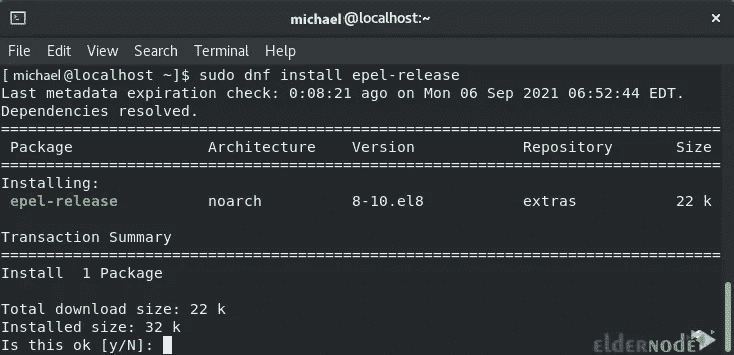 michael@localhost:~
File Edit View Search Terminal Help
[michael@localhost ~]$ sudo dnf install epel-release
Last metadata expiration check: 0:08:21 ago on Mon 06 Sep 2021 06:52:44 EDT.
Dependencies resolved.
================================================================================
Package Architecture Version Repository Size
================================================================================
Installing:
epel-release noarch 8-10.el8 extras 22 k
Transaction Summary
================================================================================
Install 1 Package
Total download size: 22 k
Installed size: 32 k
Is this ok [y/N]:
eldernode